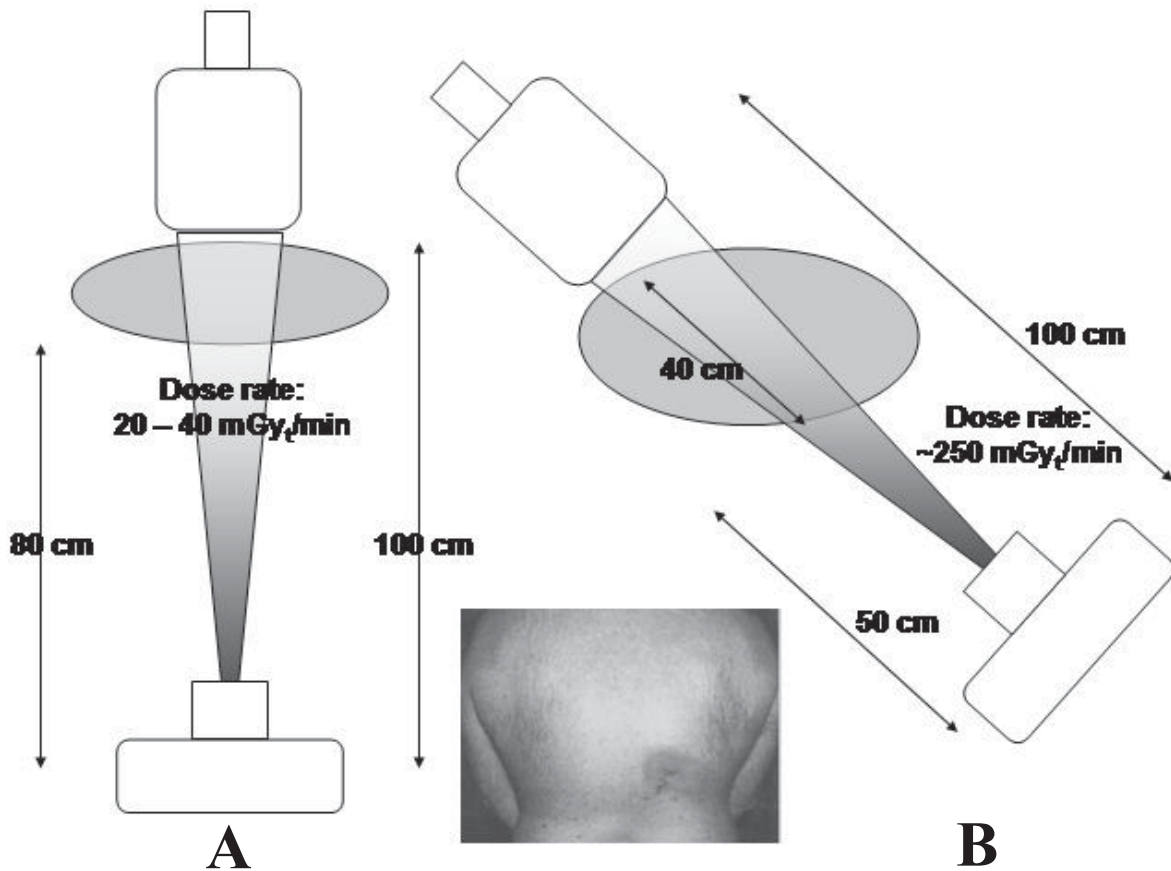 Dose rate:
20 – 40 mGyₜ/min
80 cm
100 cm
A
40 cm
100 cm
Dose rate:
~250 mGyₜ/min
50 cm
B